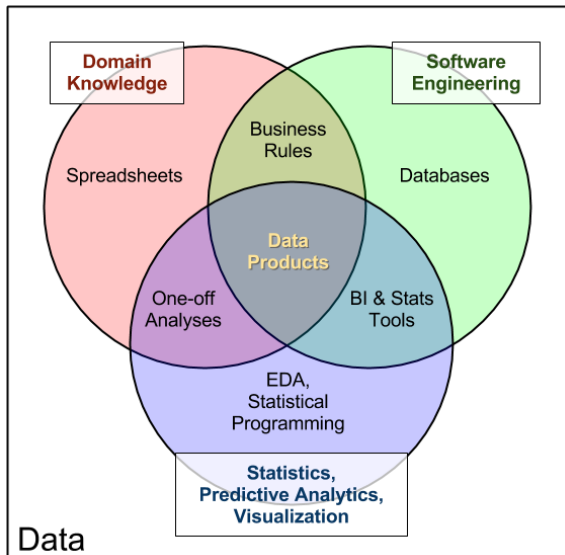 Domain
Knowledge
Software
Engineering
Business
Rules
Spreadsheets
Databases
Data
Products
One-off
Analyses
BI & Stats
Tools
EDA,
Statistical
Programming
Statistics,
Predictive Analytics,
Visualization
Data